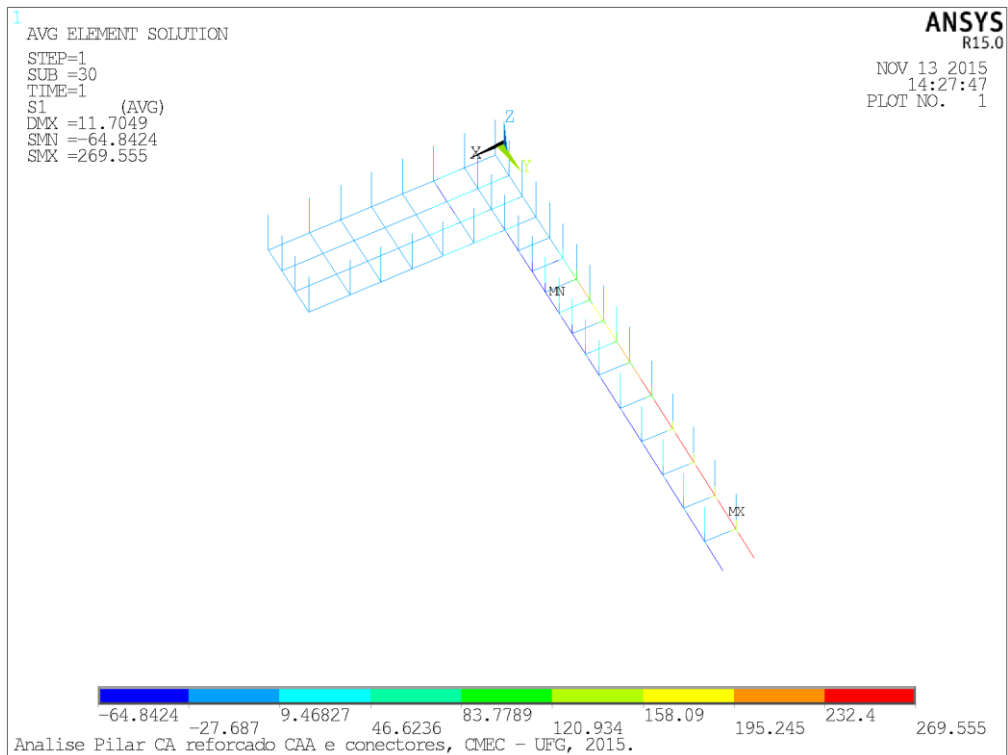 1
AVG ELEMENT SOLUTION
STEP=1
SUB =30
TIME=1
S1 (AVG)
DMX =11.7049
SMN =-64.8424
SMX =269.555
ANSYS
R15.0
NOV 13 2015
14:27:47
PLOT NO. 1
Z
X
Y
MN
MX
-64.8424 9.46827 83.7789 158.09 232.4
-27.687 46.6236 120.934 195.245 269.555
Analise Pilar CA reforcado CAA e conectores, CMEC - UFG, 2015.